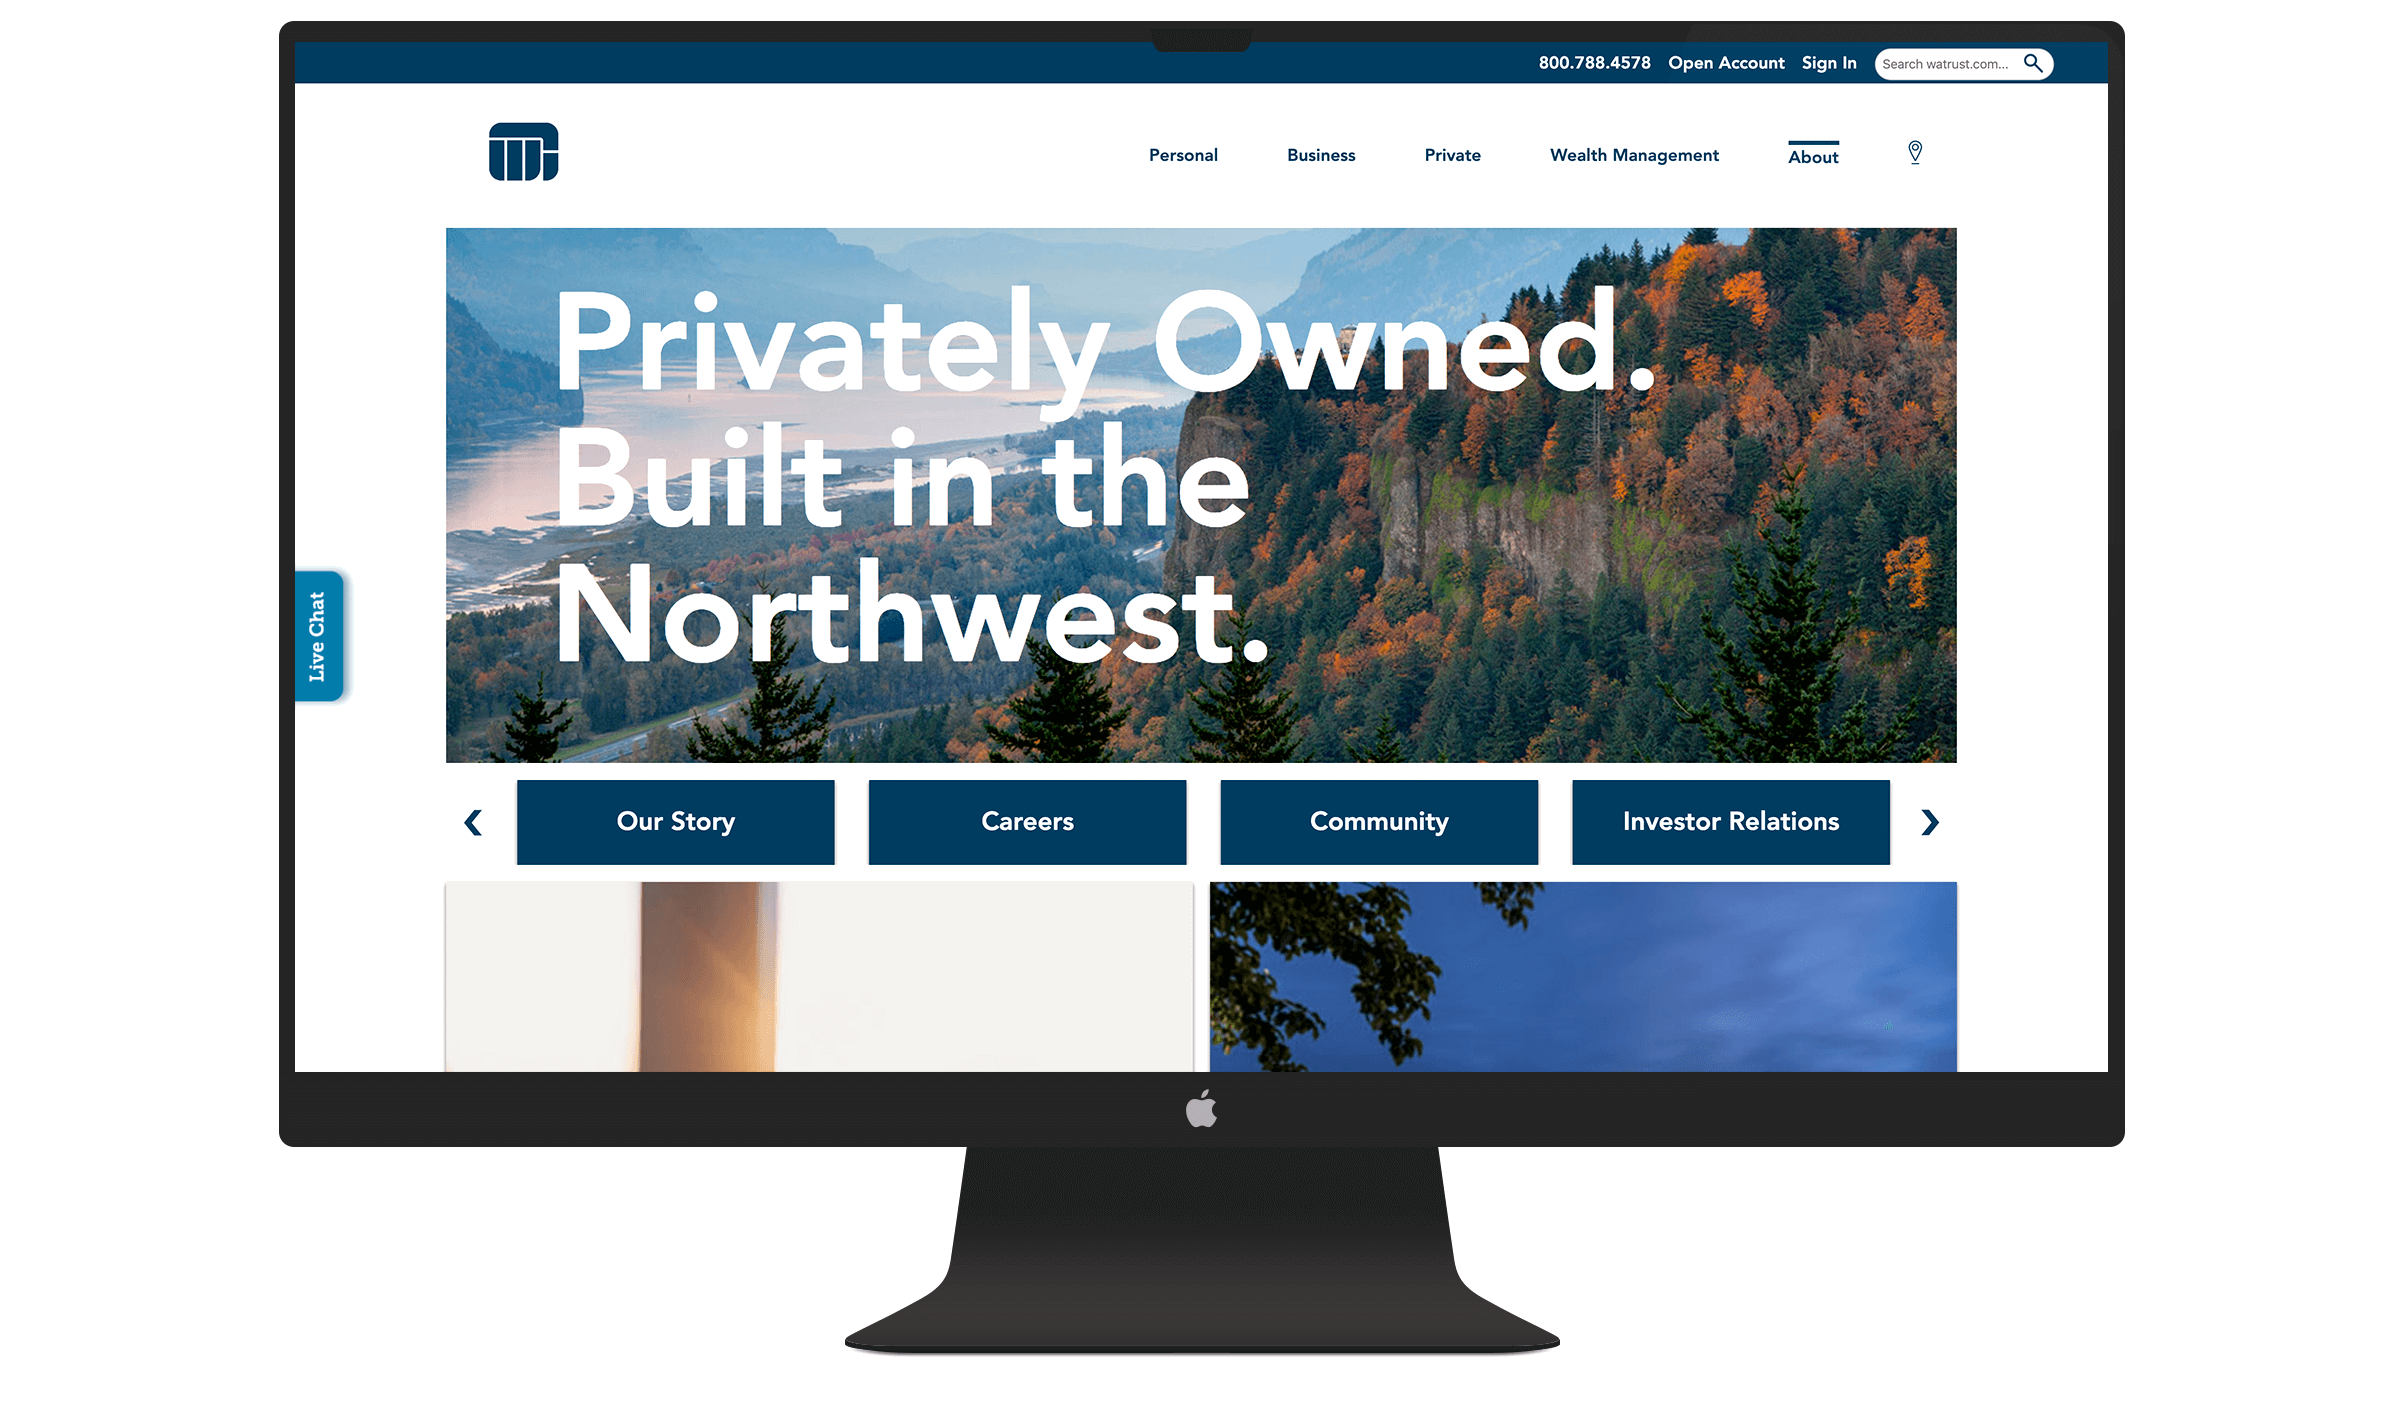 800.788.4578 Open Account Sign In Search watrust.com...
Personal Business Private Wealth Management About
Privately Owned.
Built in the
Northwest.
Live Chat
Our Story Careers Community Investor Relations